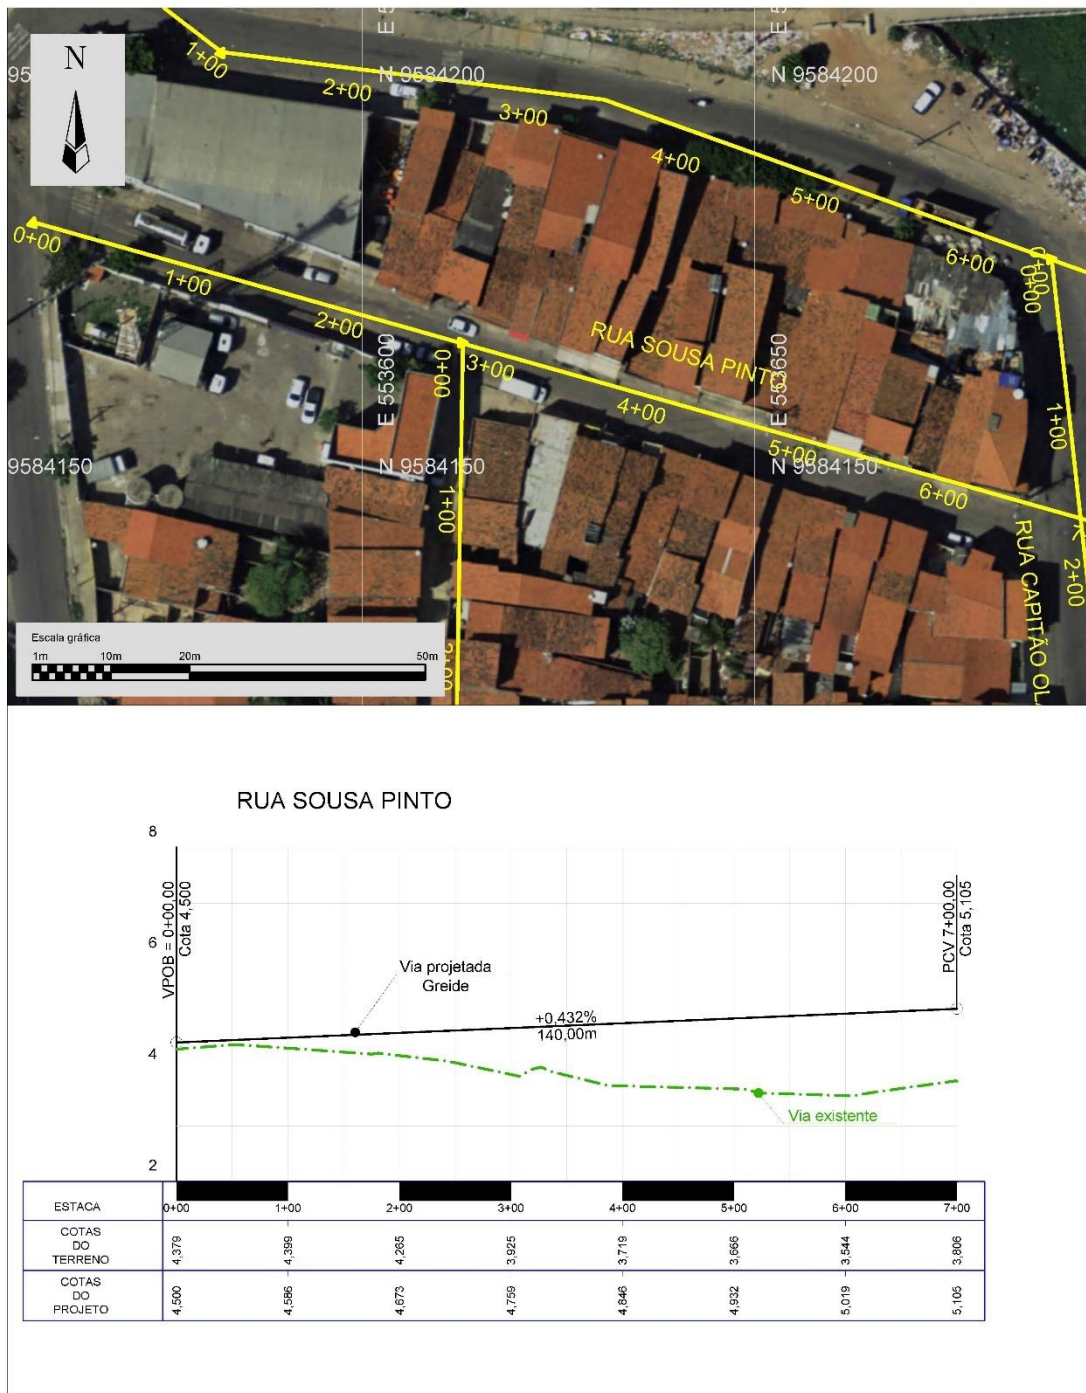 N
1+00
2+00
N 9584200
N 9584200
3+00
4+00
5+00
6+00
0+00
0+00
0+00
1+00
2+00
3+00
RUA SOUSA PINTO
4+00
5+00
6+00
0+00
1+00
1+00
2+00
E 553600
E 553650
9584150
N 9584150
N 9584150
RUA CAPITÃO OL
Escala gráfica
1m 10m 20m 50m
RUA SOUSA PINTO
8
6
4
2
VPOB = 0+00,00
Cota 4,500
Via projetada
Greide
+0,432%
140,00m
PCV 7+00,00
Cota 5,105
Via existente
ESTACA 0+00 1+00 2+00 3+00 4+00 5+00 6+00 7+00
COTAS
DO
TERRENO
4,379 4,399 4,265 3,925 3,719 3,666 3,544 3,806
COTAS
DO
PROJETO
4,500 4,586 4,673 4,759 4,846 4,932 5,019 5,105